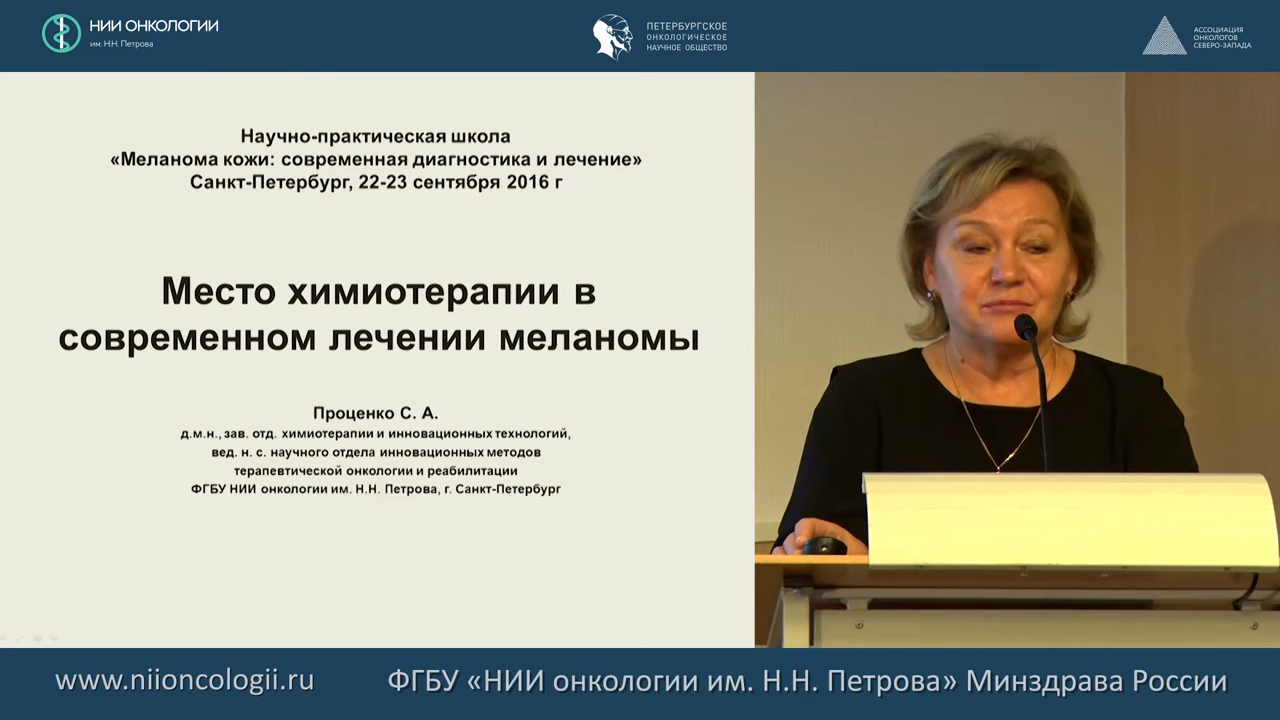 НИИ ОНКОЛОГИИ
им. Н.Н. Петрова
ПЕТЕРБУРГСКОЕ
ОНКОЛОГИЧЕСКОЕ
НАУЧНОЕ ОБЩЕСТВО
АССОЦИАЦИЯ
ОНКОЛОГОВ
СЕВЕРО-ЗАПАДА
Научно-практическая школа
«Меланома кожи: современная диагностика и лечение»
Санкт-Петербург, 22-23 сентября 2016 г
Место химиотерапии в
современном лечении меланомы
Проценко С. А.
д.м.н., зав. отд. химиотерапии и инновационных технологий,
вед. н. с. научного отдела инновационных методов
терапевтической онкологии и реабилитации
ФГБУ НИИ онкологии им. Н.Н. Петрова, г. Санкт-Петербург
www.niioncologii.ru
ФГБУ «НИИ онкологии им. Н.Н. Петрова» Минздрава России